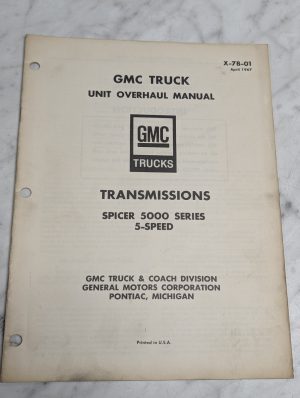 X-78-01
April 1967
GMC TRUCK
UNIT OVERHAUL MANUAL
GMC
TRUCKS
TRANSMISSIONS
SPICER 5000 SERIES
5-SPEED
GMC TRUCK & COACH DIVISION
GENERAL MOTORS CORPORATION
PONTIAC, MICHIGAN
Printed in U.S.A.